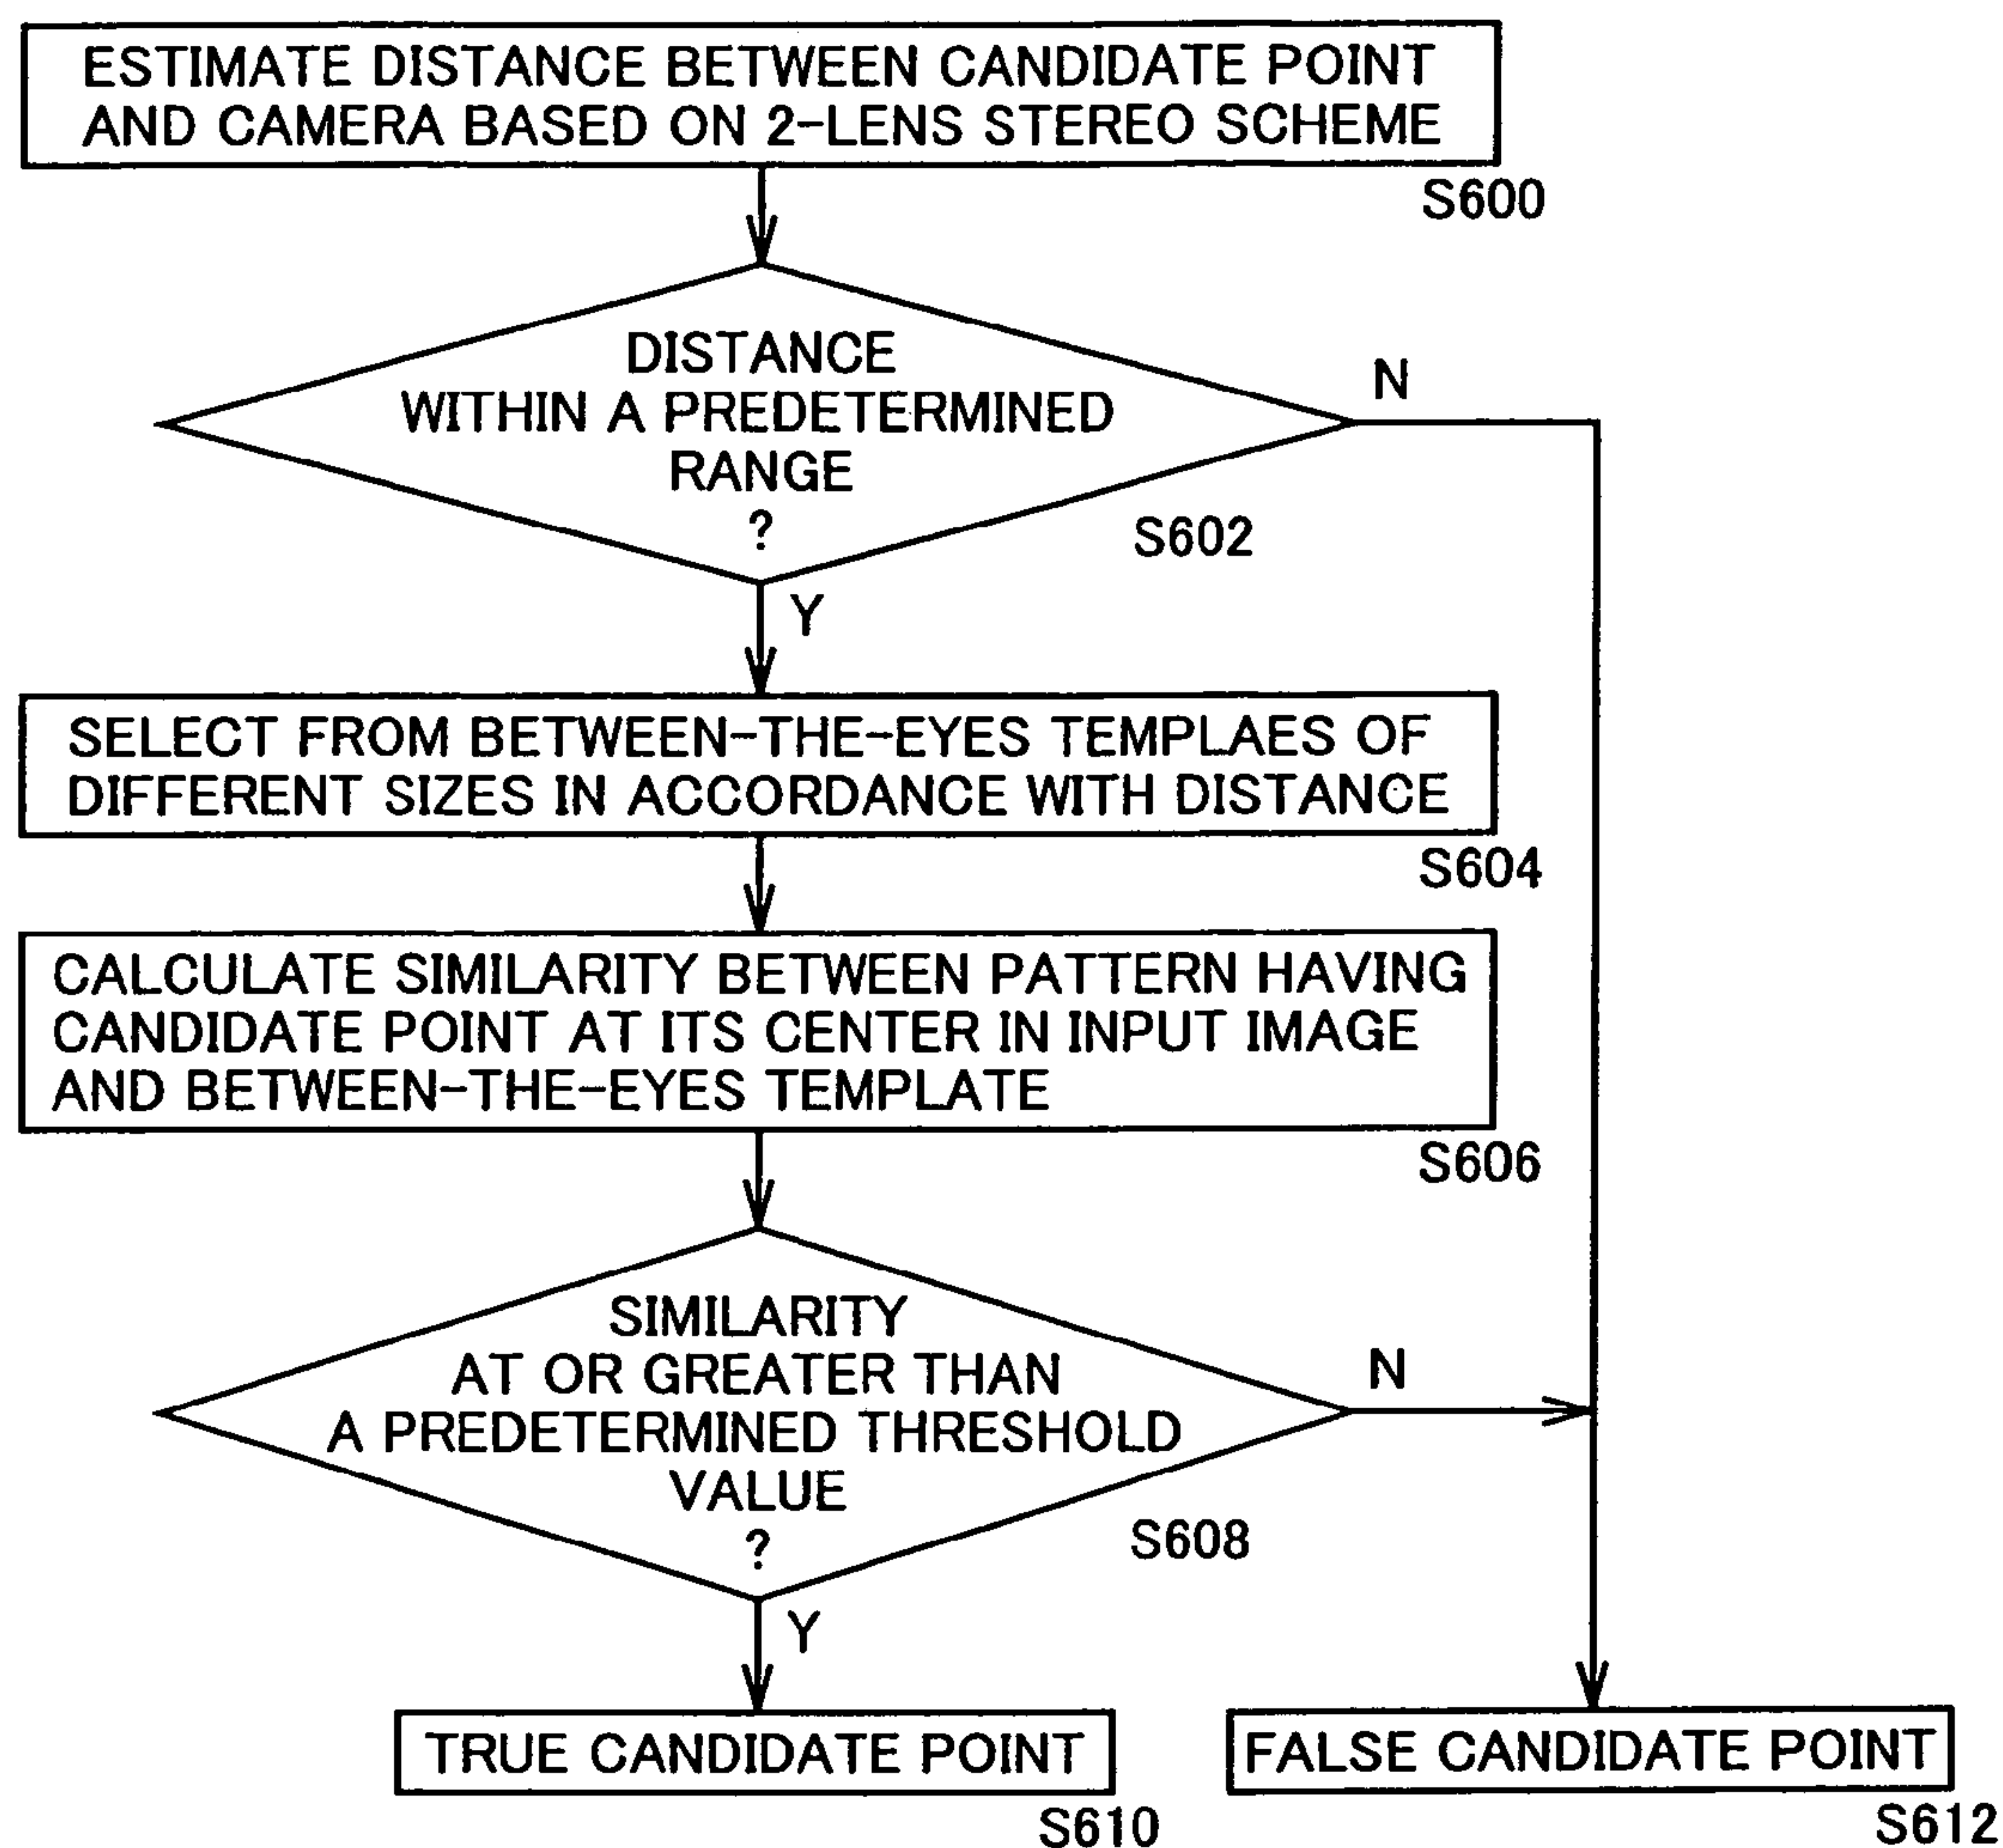 ESTIMATE DISTANCE BETWEEN CANDIDATE POINT
AND CAMERA BASED ON 2-LENS STEREO SCHEME
S600
DISTANCE
WITHIN A PREDETERMINED
RANGE
?
N
S602
Y
SELECT FROM BETWEEN-THE-EYES TEMPLAES OF
DIFFERENT SIZES IN ACCORDANCE WITH DISTANCE
S604
CALCULATE SIMILARITY BETWEEN PATTERN HAVING
CANDIDATE POINT AT ITS CENTER IN INPUT IMAGE
AND BETWEEN-THE-EYES TEMPLATE
S606
SIMILARITY
AT OR GREATER THAN
A PREDETERMINED THRESHOLD
VALUE
?
N
S608
Y
TRUE CANDIDATE POINT
S610
FALSE CANDIDATE POINT
S612